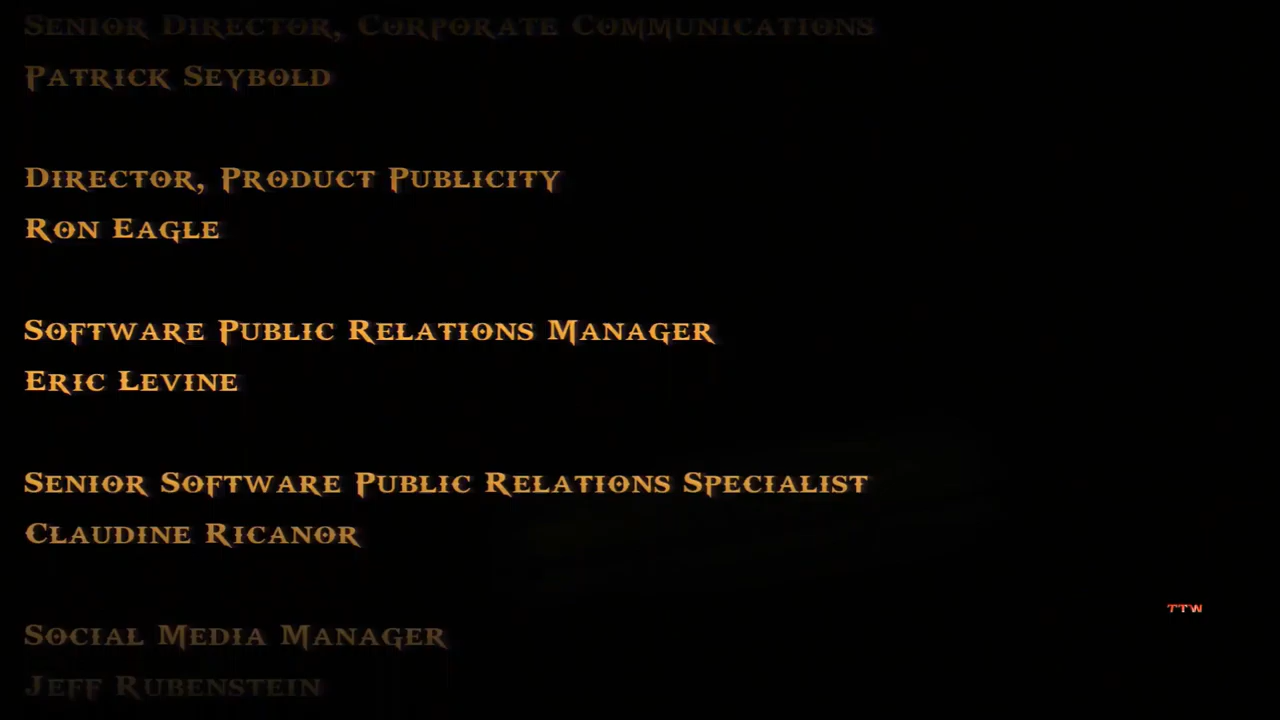 Senior Director, Corporate Communications
Patrick Seybold
Director, Product Publicity
Ron Eagle
Software Public Relations Manager
Eric Levine
Senior Software Public Relations Specialist
Claudine Ricanor
TTW
Social Media Manager
Jeff Rubenstein